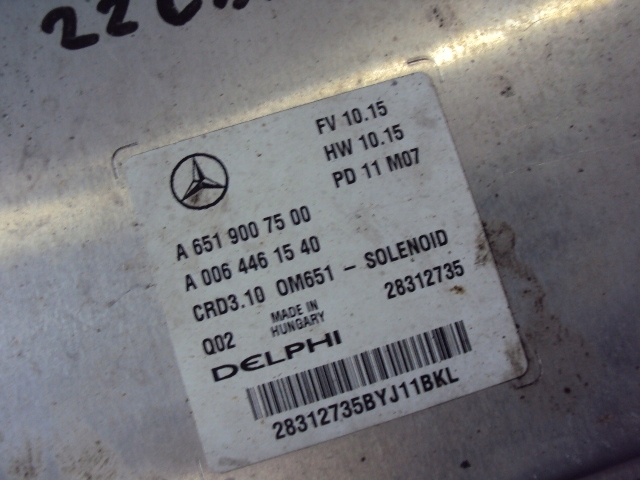 FV 10.15
HW 10.15
PD 11 M07
A 651 900 75 00
A 006 446 15 40
CRD3.10 OM651 - SOLENOID
Q02 MADE IN HUNGARY 28312735
DELPHI
28312735BYJ11BKL